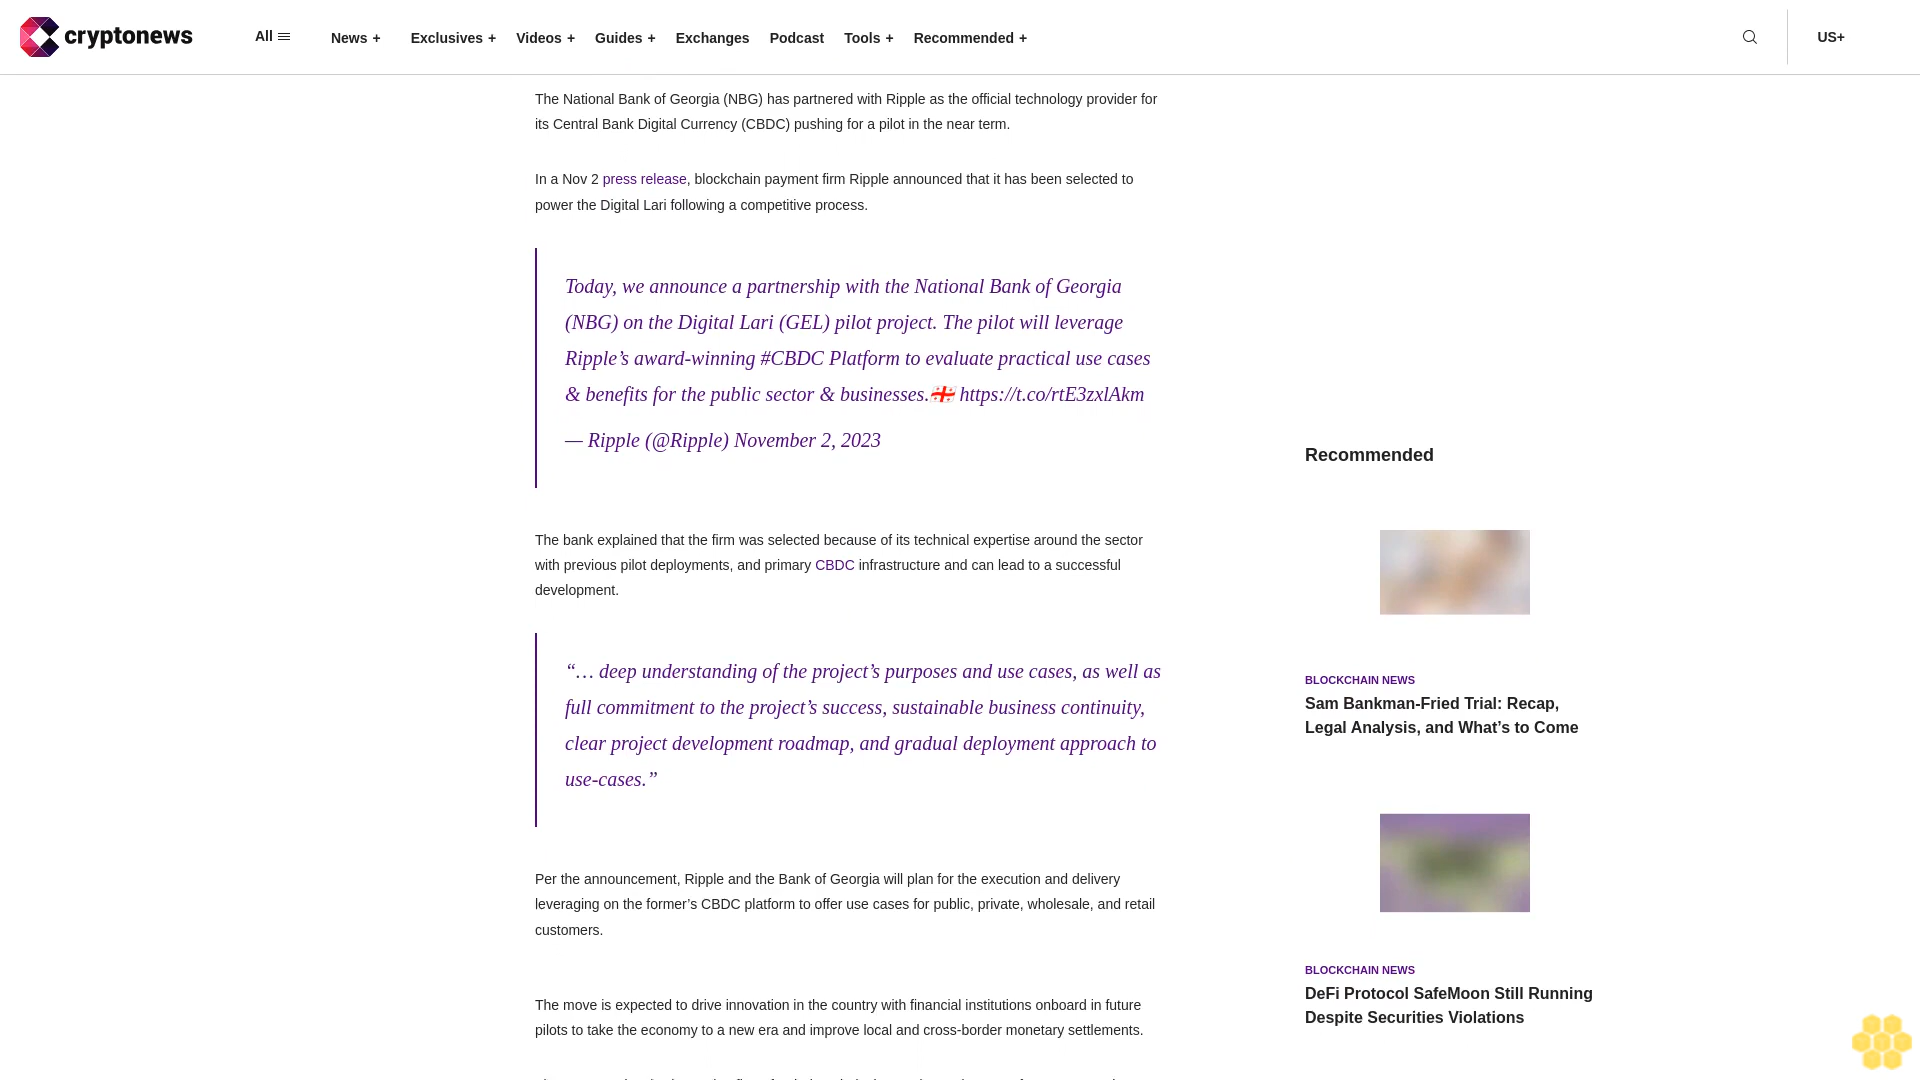 cryptonews
All
News +
Exclusives +
Videos +
Guides +
Exchanges
Podcast
Tools +
Recommended +
US+
The National Bank of Georgia (NBG) has partnered with Ripple as the official technology provider for
its Central Bank Digital Currency (CBDC) pushing for a pilot in the near term.
In a Nov 2 press release, blockchain payment firm Ripple announced that it has been selected to
power the Digital Lari following a competitive process.
Today, we announce a partnership with the National Bank of Georgia
(NBG) on the Digital Lari (GEL) pilot project. The pilot will leverage
Ripple’s award-winning #CBDC Platform to evaluate practical use cases
& benefits for the public sector & businesses.🇬🇪 https://t.co/rtE3zxlAkm
— Ripple (@Ripple) November 2, 2023
The bank explained that the firm was selected because of its technical expertise around the sector
with previous pilot deployments, and primary CBDC infrastructure and can lead to a successful
development.
“… deep understanding of the project’s purposes and use cases, as well as
full commitment to the project’s success, sustainable business continuity,
clear project development roadmap, and gradual deployment approach to
use-cases.”
Per the announcement, Ripple and the Bank of Georgia will plan for the execution and delivery
leveraging on the former’s CBDC platform to offer use cases for public, private, wholesale, and retail
customers.
The move is expected to drive innovation in the country with financial institutions onboard in future
pilots to take the economy to a new era and improve local and cross-border monetary settlements.
Recommended
BLOCKCHAIN NEWS
Sam Bankman-Fried Trial: Recap,
Legal Analysis, and What’s to Come
BLOCKCHAIN NEWS
DeFi Protocol SafeMoon Still Running
Despite Securities Violations